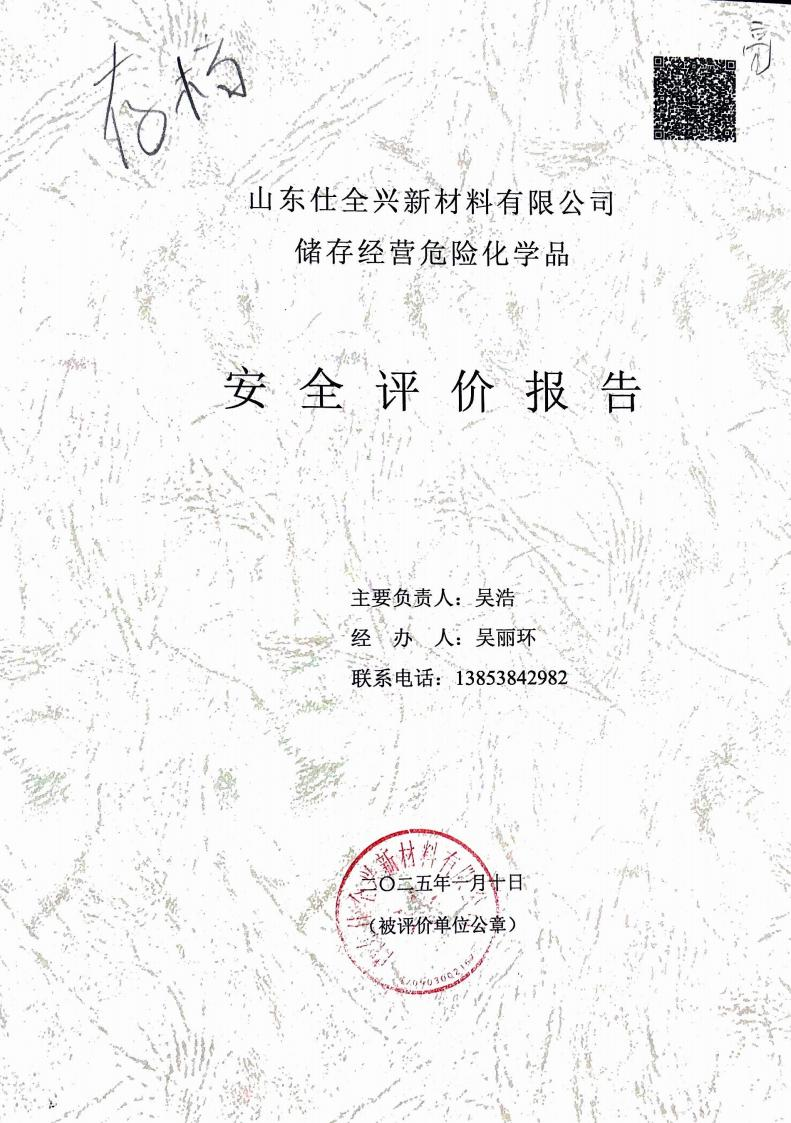 存档
亮
山东仕全兴新材料有限公司
储存经营危险化学品
安全评价报告
主要负责人：吴浩
经 办 人：吴丽环
联系电话：13853842982
二〇二五年一月十日
（被评价单位公章）